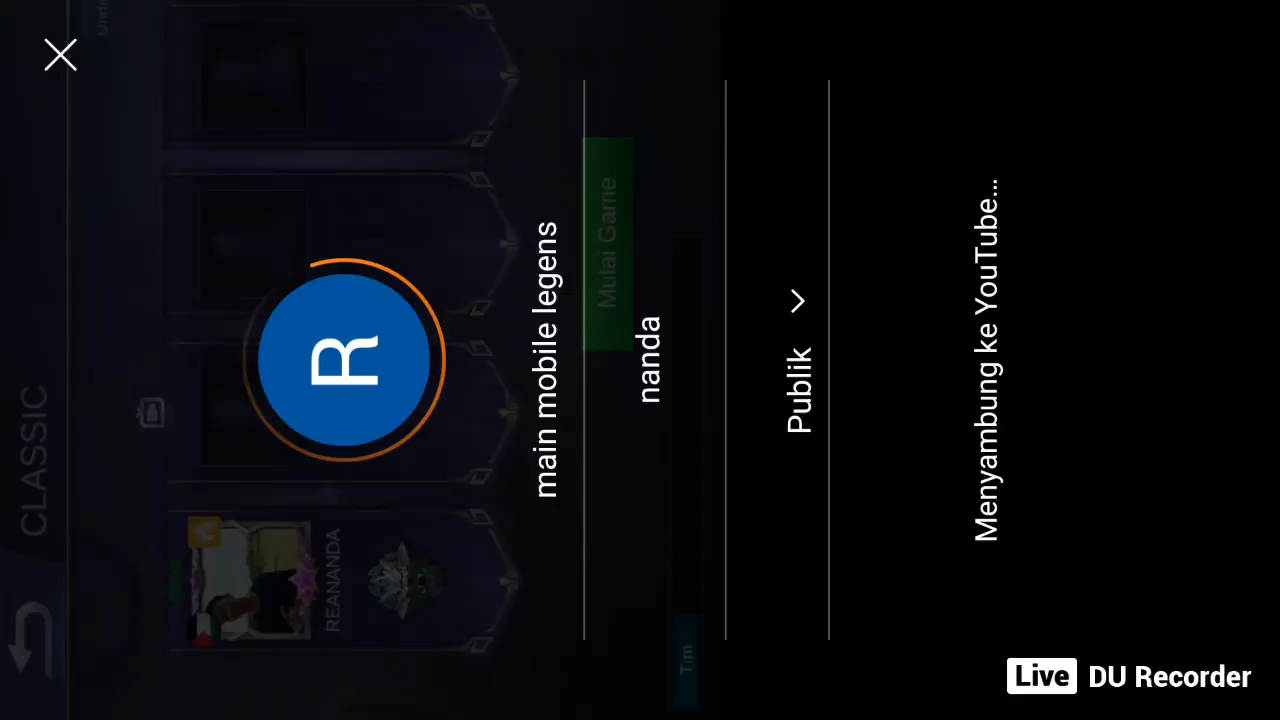 CLASSIC
REANANDA
main mobile legens
Mulai Game
nanda
Tim
Publik
Menyambung ke YouTube...
Live DU Recorder